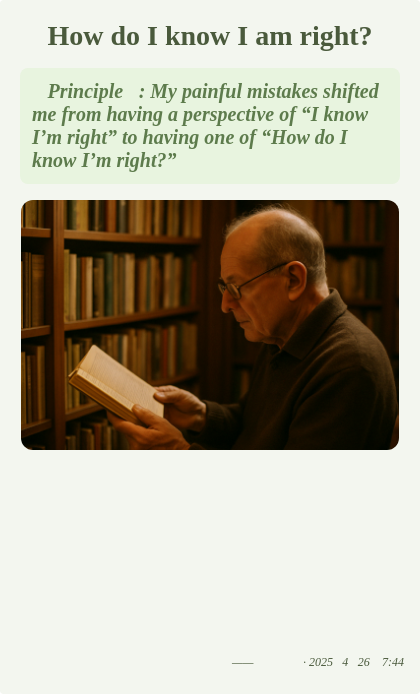 How do I know I am right?
Principle : My painful mistakes shifted
me from having a perspective of “I know
I’m right” to having one of “How do I
know I’m right?”
—— · 2025 4 26 7:44